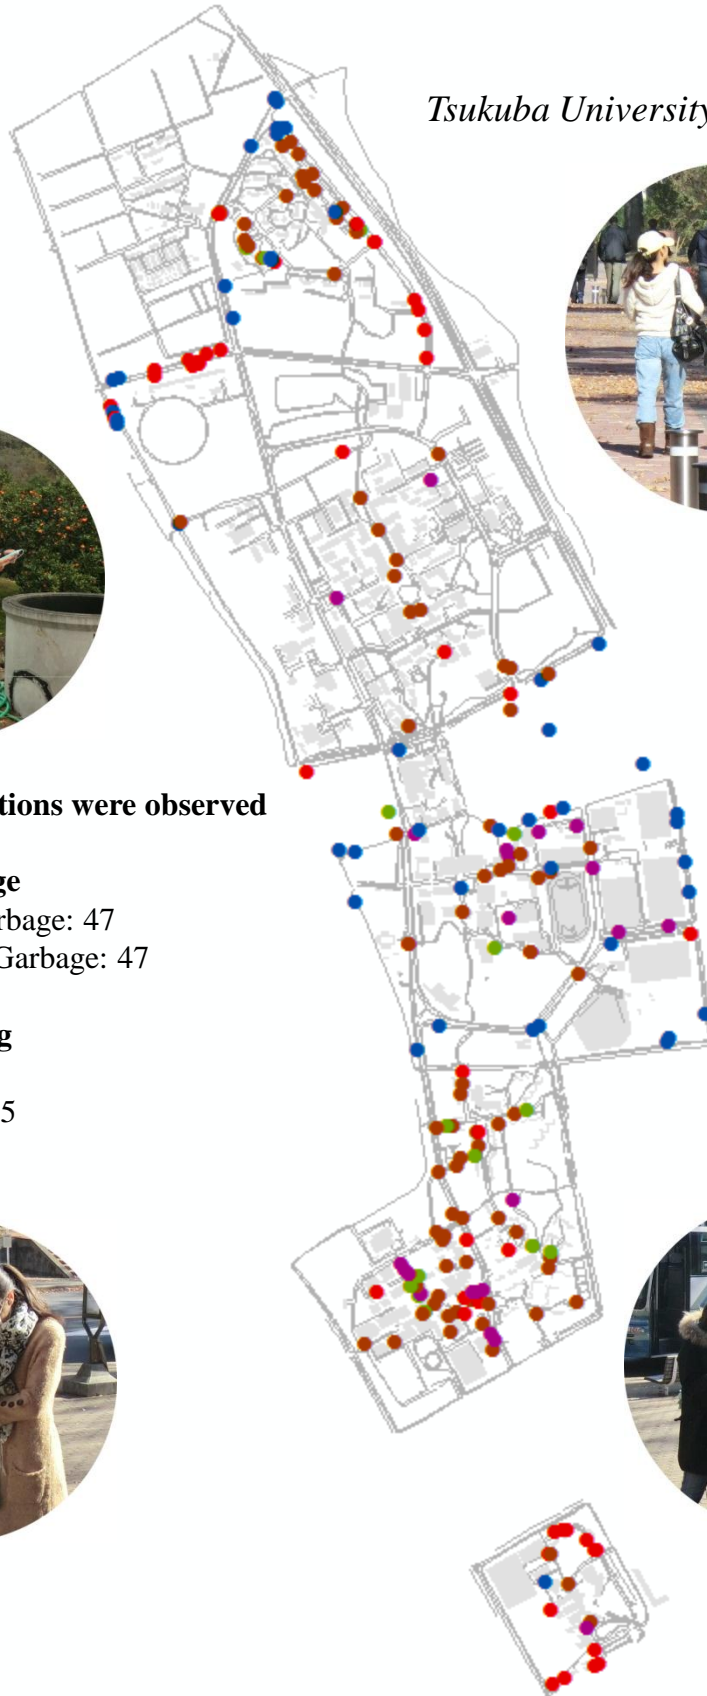 Tsukuba University
tions were observed
ge
rbage: 47
Garbage: 47
g
5